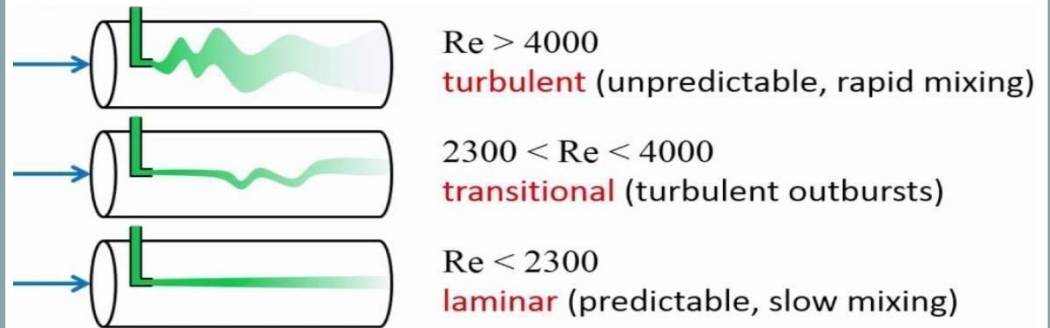 Re > 4000
turbulent (unpredictable, rapid mixing)
2300 < Re < 4000
transitional (turbulent outbursts)
Re < 2300
laminar (predictable, slow mixing)